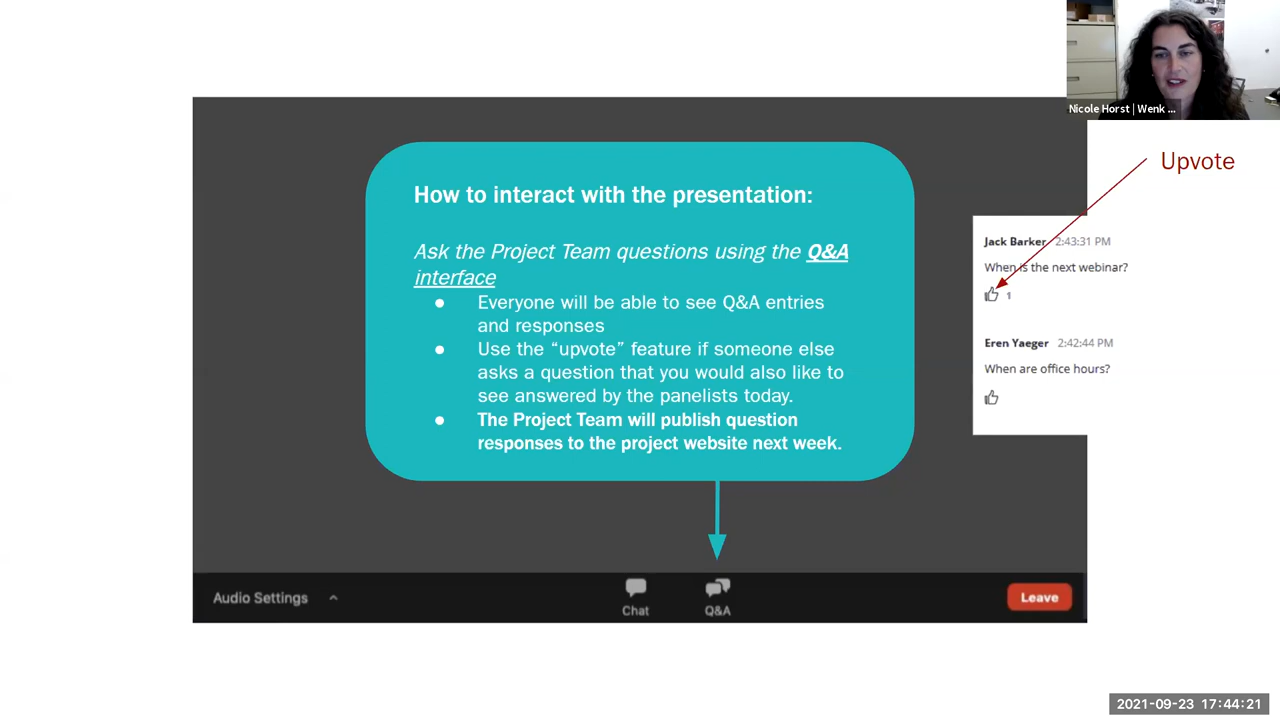 Nicole Horst | Wenk ...
Upvote
How to interact with the presentation:
Ask the Project Team questions using the Q&A
interface
● Everyone will be able to see Q&A entries
and responses
● Use the “upvote” feature if someone else
asks a question that you would also like to
see answered by the panelists today.
● The Project Team will publish question
responses to the project website next week.
Jack Barker 2:43:31 PM
When is the next webinar?
1
Eren Yaeger 2:42:44 PM
When are office hours?
Audio Settings
Chat
Q&A
Leave
2021-09-23 17:44:21